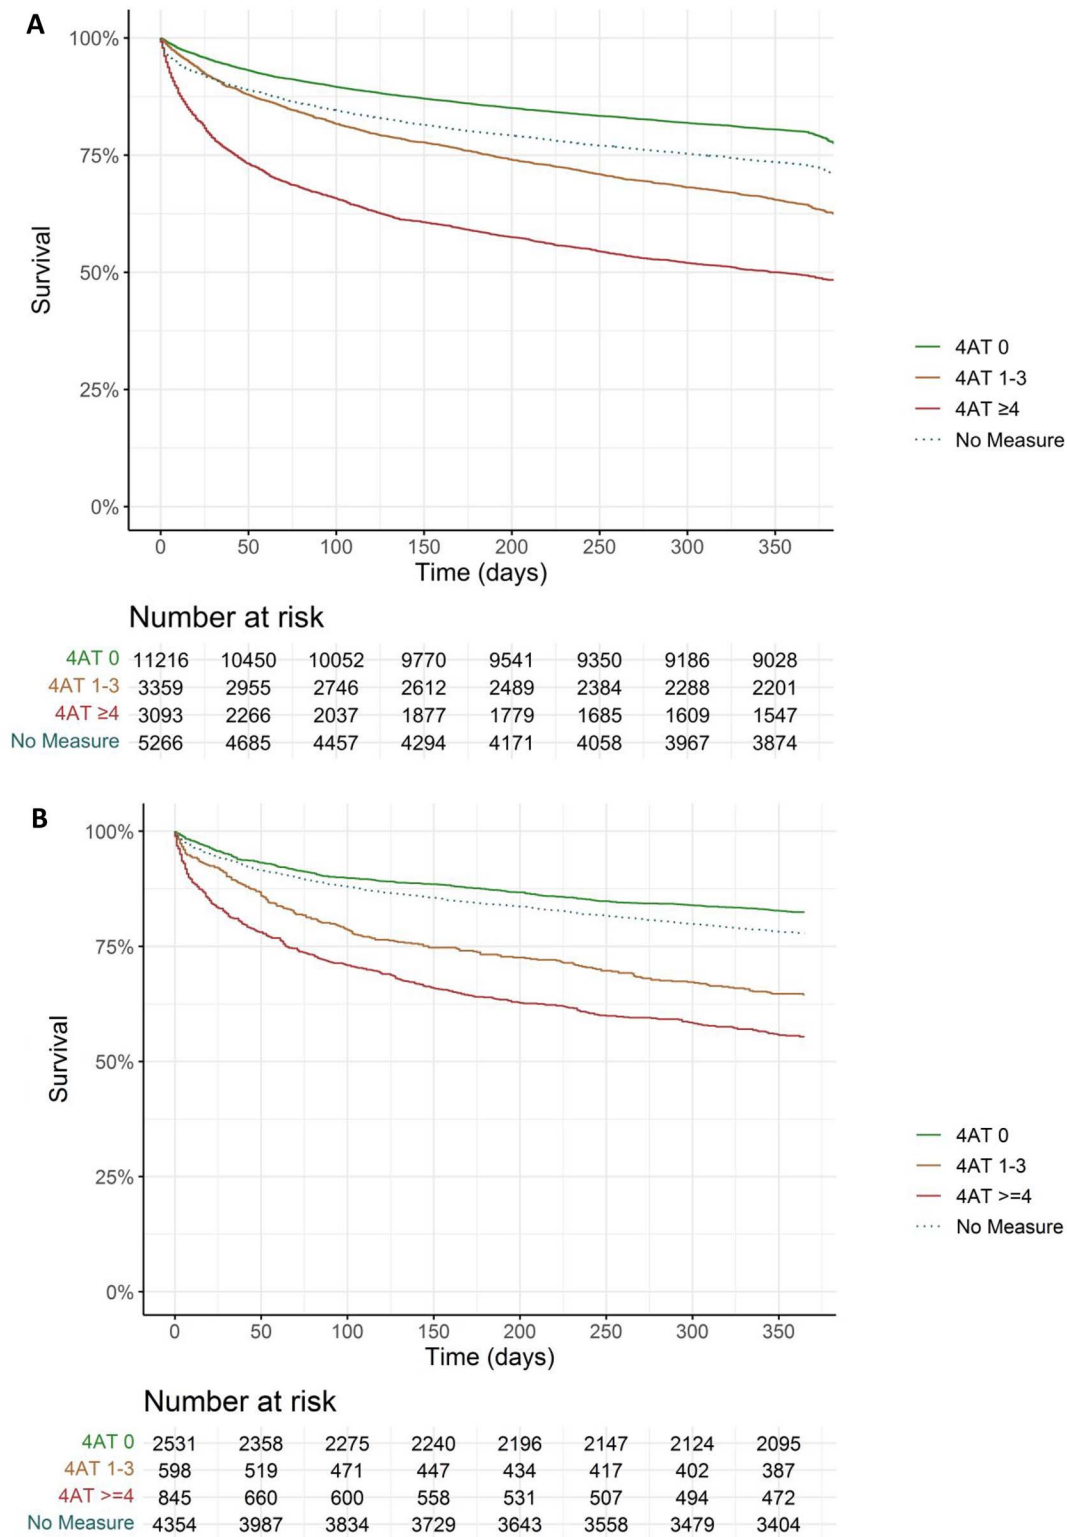 A
100%
75%
50%
25%
0%
Survival
0 50 100 150 200 250 300 350
Time (days)
4AT 0
4AT 1-3
4AT ≥4
No Measure
Number at risk
4AT 0 11216 10450 10052 9770 9541 9350 9186 9028
4AT 1-3 3359 2955 2746 2612 2489 2384 2288 2201
4AT ≥4 3093 2266 2037 1877 1779 1685 1609 1547
No Measure 5266 4685 4457 4294 4171 4058 3967 3874
B
100%
75%
50%
25%
0%
Survival
0 50 100 150 200 250 300 350
Time (days)
4AT 0
4AT 1-3
4AT >=4
No Measure
Number at risk
4AT 0 2531 2358 2275 2240 2196 2147 2124 2095
4AT 1-3 598 519 471 447 434 417 402 387
4AT >=4 845 660 600 558 531 507 494 472
No Measure 4354 3987 3834 3729 3643 3558 3479 3404